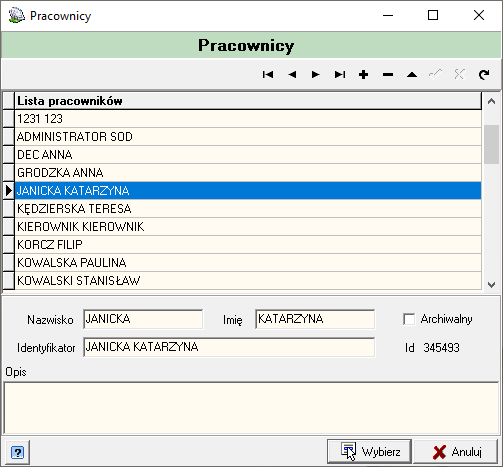 Pracownicy
Pracownicy
Lista pracowników
1231 123
ADMINISTRATOR SOD
DEC ANNA
GRODZKA ANNA
JANICKA KATARZYNA
KĘDZIERSKA TERESA
KIEROWNIK KIEROWNIK
KORCZ FILIP
KOWALSKA PAULINA
KOWALSKI STANISŁAW
Nazwisko JANICKA Imię KATARZYNA Archiwalny
Identyfikator JANICKA KATARZYNA Id 345493
Opis
? Wybierz Anuluj